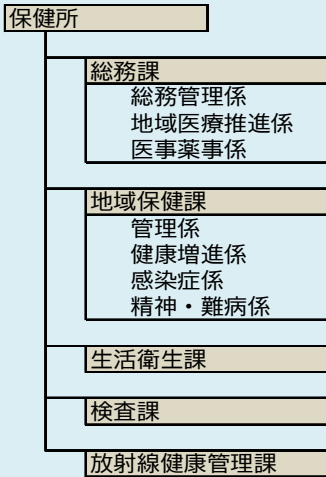 保健所
総務課
総務管理係
地域医療推進係
医事薬事係
地域保健課
管理係
健康増進係
感染症係
精神・難病係
生活衛生課
検査課
放射線健康管理課